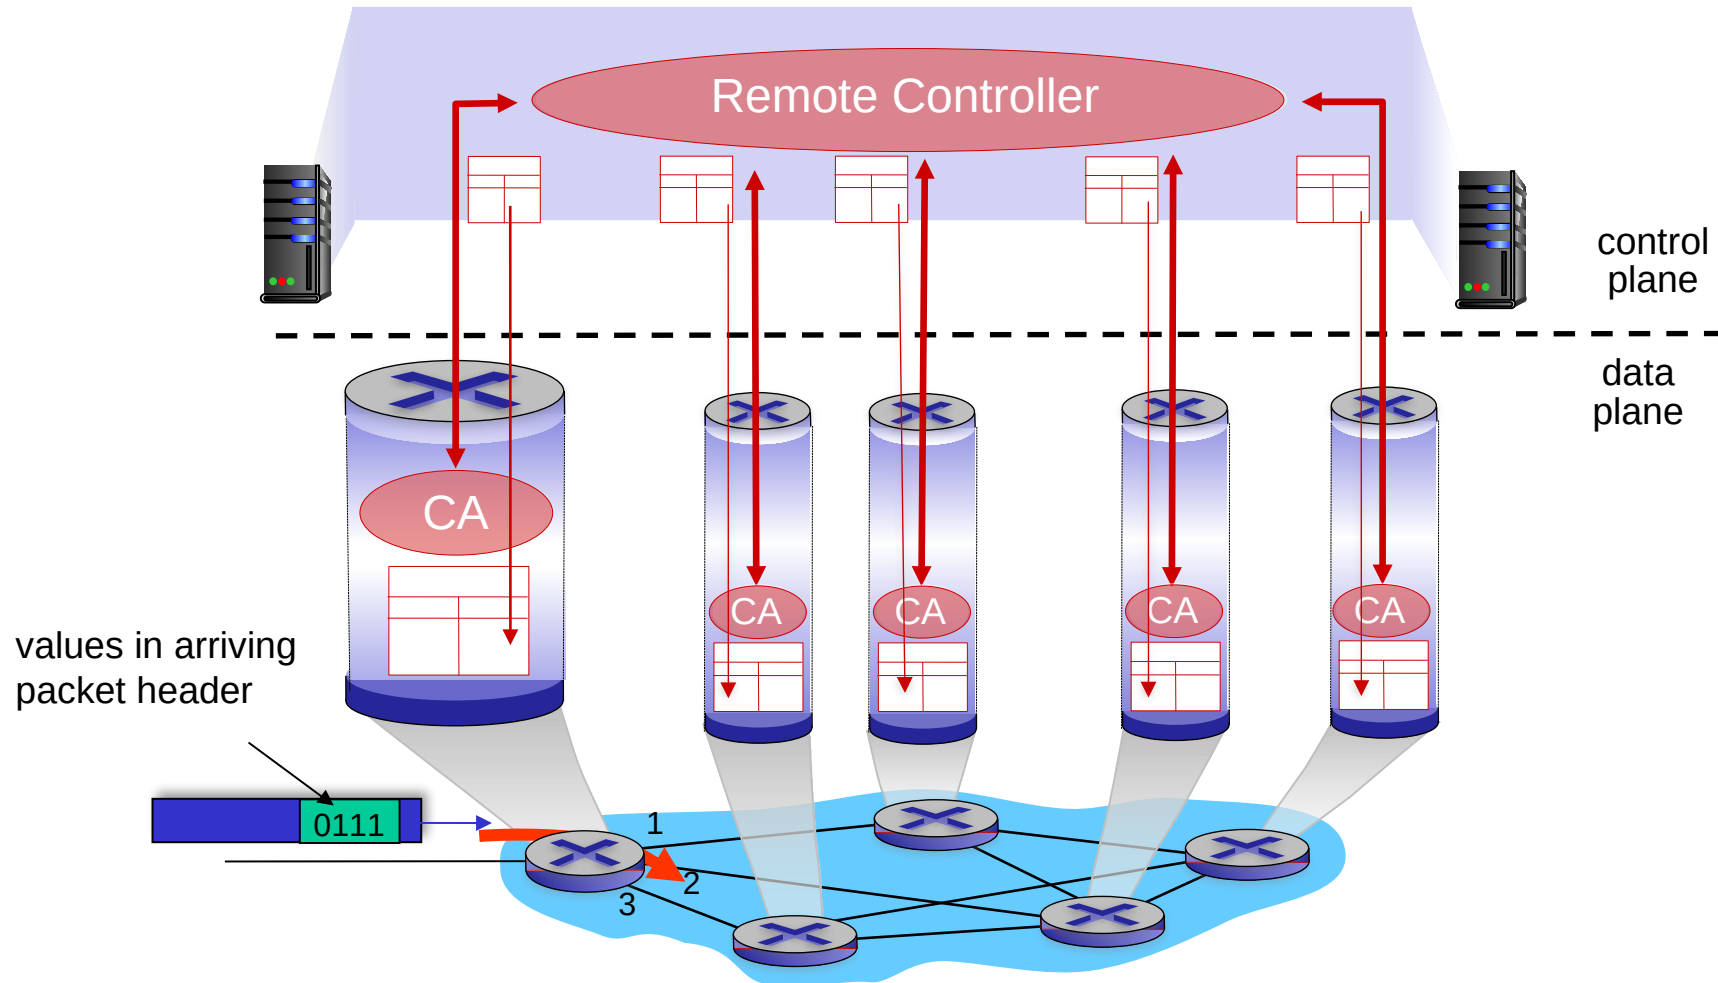 Remote Controller
control
plane
data
plane
CA
CA
CA
CA
CA
values in arriving
packet header
0111
1
2
3